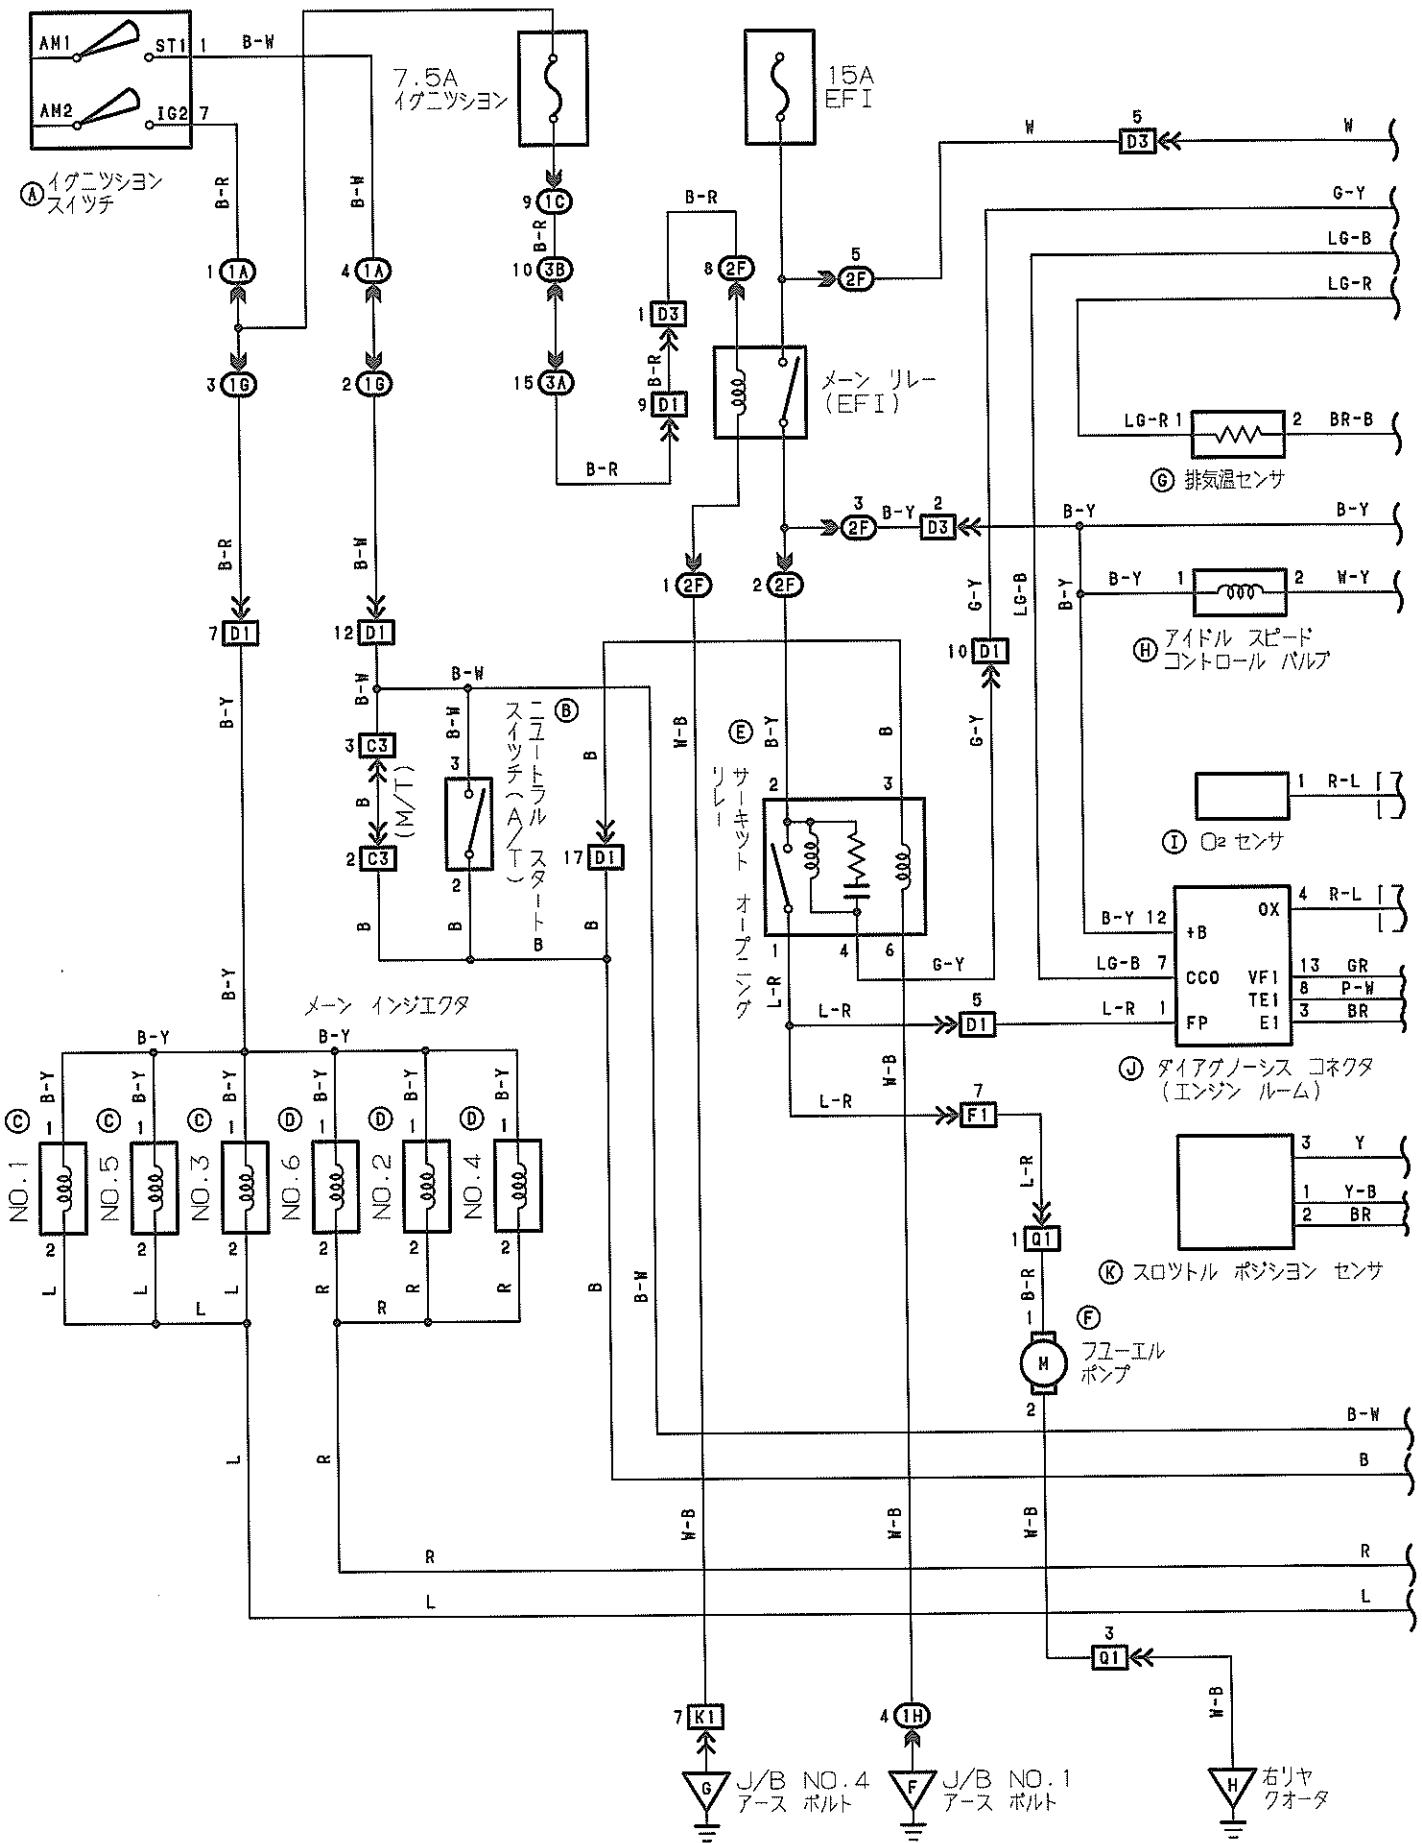 AM1
ST1 1
B-W
AM2
IG2 7
Ⓐ イグニツシヨン
スイツチ
7.5A
イグニツシヨン
15A
EFI
W
5
D3
W
G-Y
LG-B
LG-R
B-R
B-W
9 1C
B-R
10 3B
15 3A
B-R
1 1A
4 1A
3 1G
2 1G
B-R
8 2F
1 D3
B-R
9 D1
5
2F
メーン リレー
(EFI)
LG-R 1
2 BR-B
Ⓖ 排気温センサ
3
2F
B-Y
2
D3
B-Y
B-Y
1 2F
2 2F
B-R
B-W
7 D1
12 D1
G-Y
LG-B
B-Y
B-Y 1
2 W-Y
Ⓗ アイドル スピード
コントロール バルブ
10 D1
G-Y
B-Y
B-W
B-W
B-W
3 C3
B
(M/T)
2 C3
B
3
2
B
B
Ⓑ ニユートラル スタート
スイツチ(A/T)
B
17 D1
B
W-B
Ⓔ サーキツト オープニング
リレー
B-Y
B
2
3
1
4
6
G-Y
L-R
L-R
5
D1
L-R 1
1 R-L
Ⓘ O2 センサ
B-Y 12
+B
OX
4 R-L
LG-B 7
CCO
VF1
13 GR
TE1
8 P-W
FP
E1
3 BR
Ⓙ ダイアグノーシス コネクタ
(エンジン ルーム)
B-Y
メーン インジエクタ
B-Y
B-Y
B-Y
B-Y
B-Y
B-Y
B-Y
B-Y
Ⓒ
Ⓒ
Ⓒ
Ⓓ
Ⓓ
Ⓓ
1
1
1
1
1
1
NO.1
NO.5
NO.3
NO.6
NO.2
NO.4
2
2
2
2
2
2
L
L
L
R
R
R
L
R
B
B-W
W-B
L-R
7
F1
L-R
1 Q1
B-R
1
M
2
Ⓕ
フユーエル
ポンプ
3 Y
1 Y-B
2 BR
Ⓚ スロツトル ポジシヨン センサ
B-W
B
L
R
W-B
W-B
W-B
R
R
L
L
3
Q1
W-B
7 K1
4 1H
G
J/B NO.4
アース ボルト
F
J/B NO.1
アース ボルト
H
右リヤ
クオータ